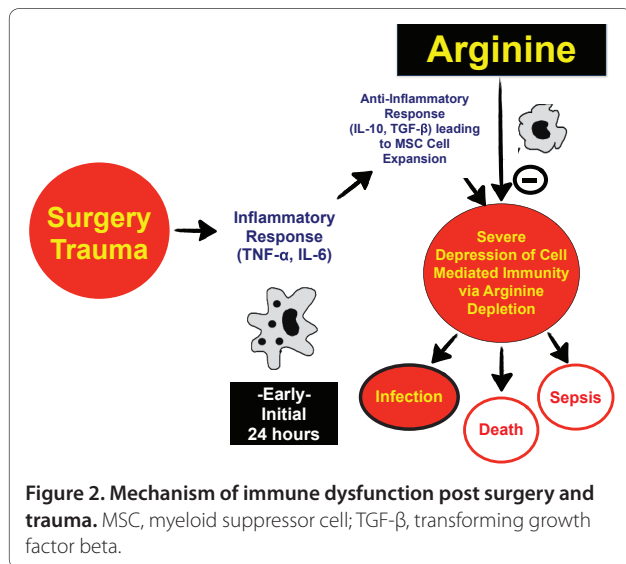 Arginine
Anti-Inflammatory
Response
(IL-10, TGF-β) leading
to MSC Cell
Expansion
Surgery
Trauma
Inflammatory
Response
(TNF-α, IL-6)
Severe
Depression of Cell
Mediated Immunity
via Arginine
Depletion
-Early-
Initial
24 hours
Infection
Death
Sepsis
Figure 2. Mechanism of immune dysfunction post surgery and
trauma. MSC, myeloid suppressor cell; TGF-β, transforming growth
factor beta.